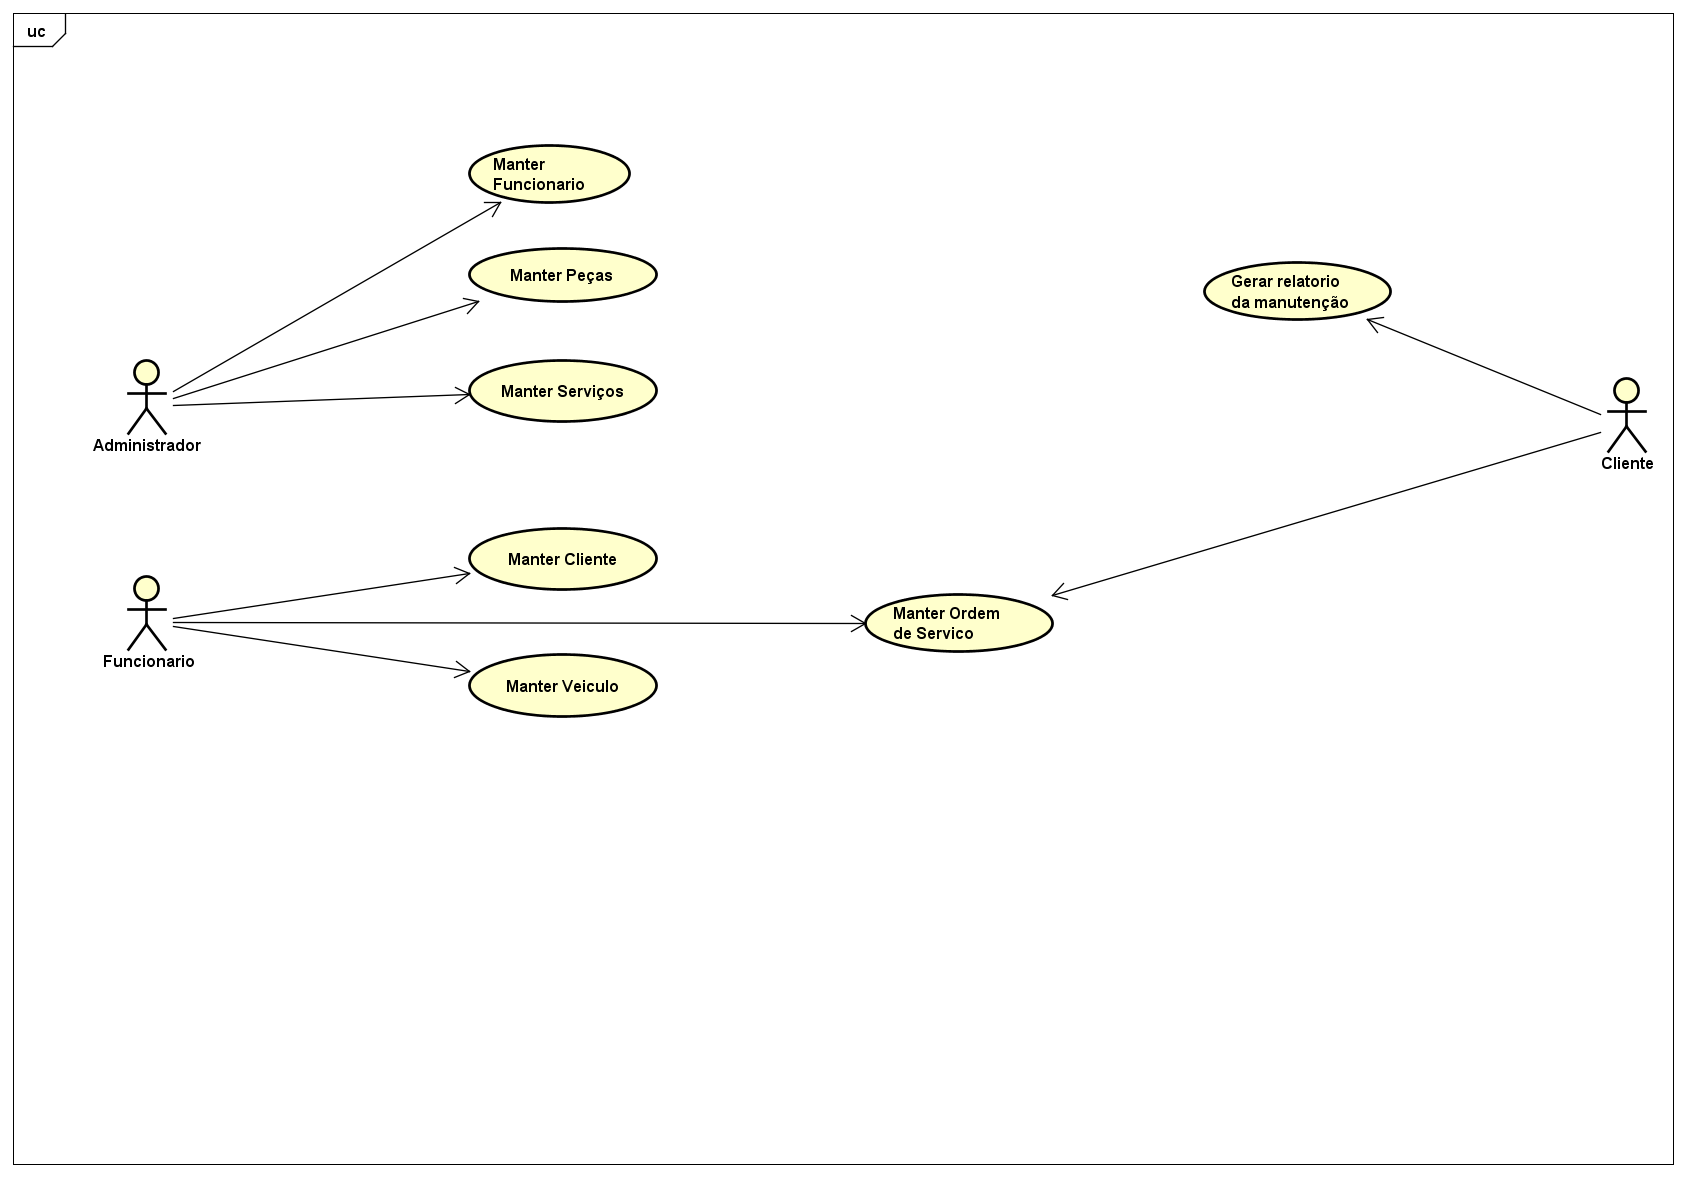 uc
Manter
Funcionario
Manter Peças
Manter Serviços
Administrador
Gerar relatorio
da manutenção
Cliente
Manter Cliente
Manter Ordem
de Servico
Funcionario
Manter Veiculo